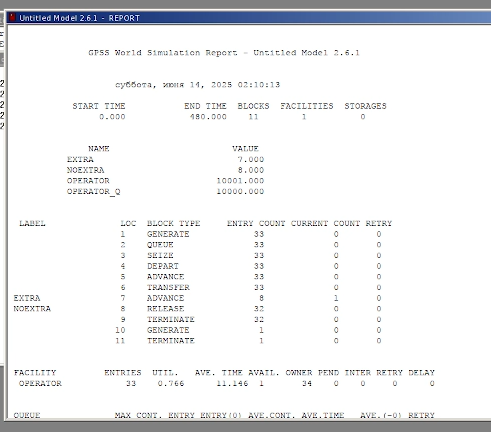 Untitled Model 2.6.1 - REPORT
GPSS World Simulation Report - Untitled Model 2.6.1
суббота, июня 14, 2025 02:10:13
START TIME END TIME BLOCKS FACILITIES STORAGES
0.000 480.000 11 1 0
NAME VALUE
EXTRA 7.000
NOEXTRA 8.000
OPERATOR 10001.000
OPERATOR_Q 10000.000
LABEL LOC BLOCK TYPE ENTRY COUNT CURRENT COUNT RETRY
1 GENERATE 33 0 0
2 QUEUE 33 0 0
3 SEIZE 33 0 0
4 DEPART 33 0 0
5 ADVANCE 33 0 0
6 TRANSFER 33 0 0
EXTRA 7 ADVANCE 8 1 0
NOEXTRA 8 RELEASE 32 0 0
9 TERMINATE 32 0 0
10 GENERATE 1 0 0
11 TERMINATE 1 0 0
FACILITY ENTRIES UTIL. AVE. TIME AVAIL. OWNER PEND INTER RETRY DELAY
OPERATOR 33 0.766 11.146 1 34 0 0 0 0
QUEUE MAX CONT. ENTRY ENTRY(0) AVE.CONT. AVE.TIME AVE.(-0) RETRY